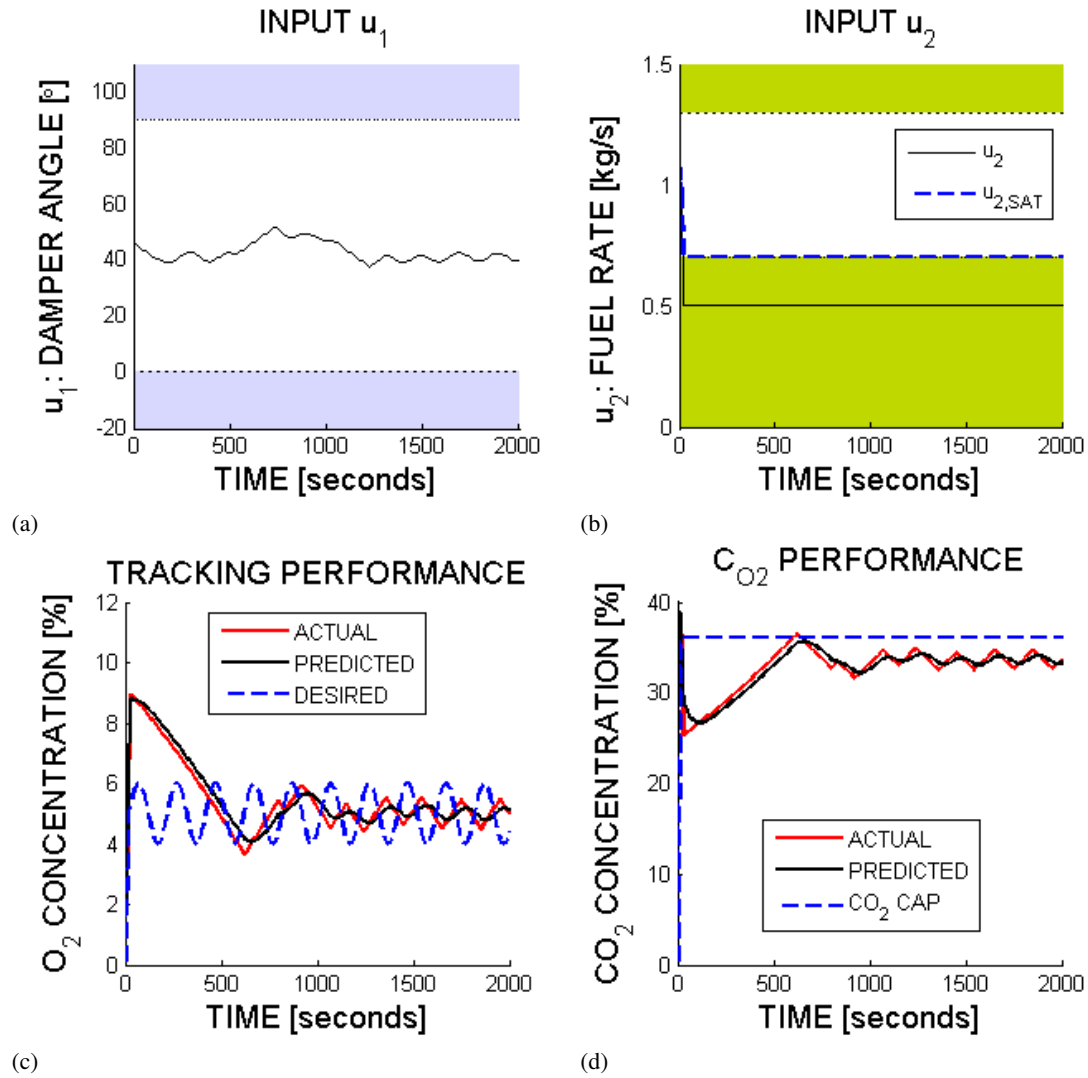 INPUT u1
u1: DAMPER ANGLE [°]
100
80
60
40
20
0
-20
0 500 1000 1500 2000
TIME [seconds]
(a)
INPUT u2
u2: FUEL RATE [kg/s]
1.5
1
0.5
0
u2
u2,SAT
0 500 1000 1500 2000
TIME [seconds]
(b)
TRACKING PERFORMANCE
O2 CONCENTRATION [%]
12
10
8
6
4
2
0
ACTUAL
PREDICTED
DESIRED
0 500 1000 1500 2000
TIME [seconds]
(c)
CO2 PERFORMANCE
CO2 CONCENTRATION [%]
40
30
20
10
0
ACTUAL
PREDICTED
CO2 CAP
0 500 1000 1500 2000
TIME [seconds]
(d)